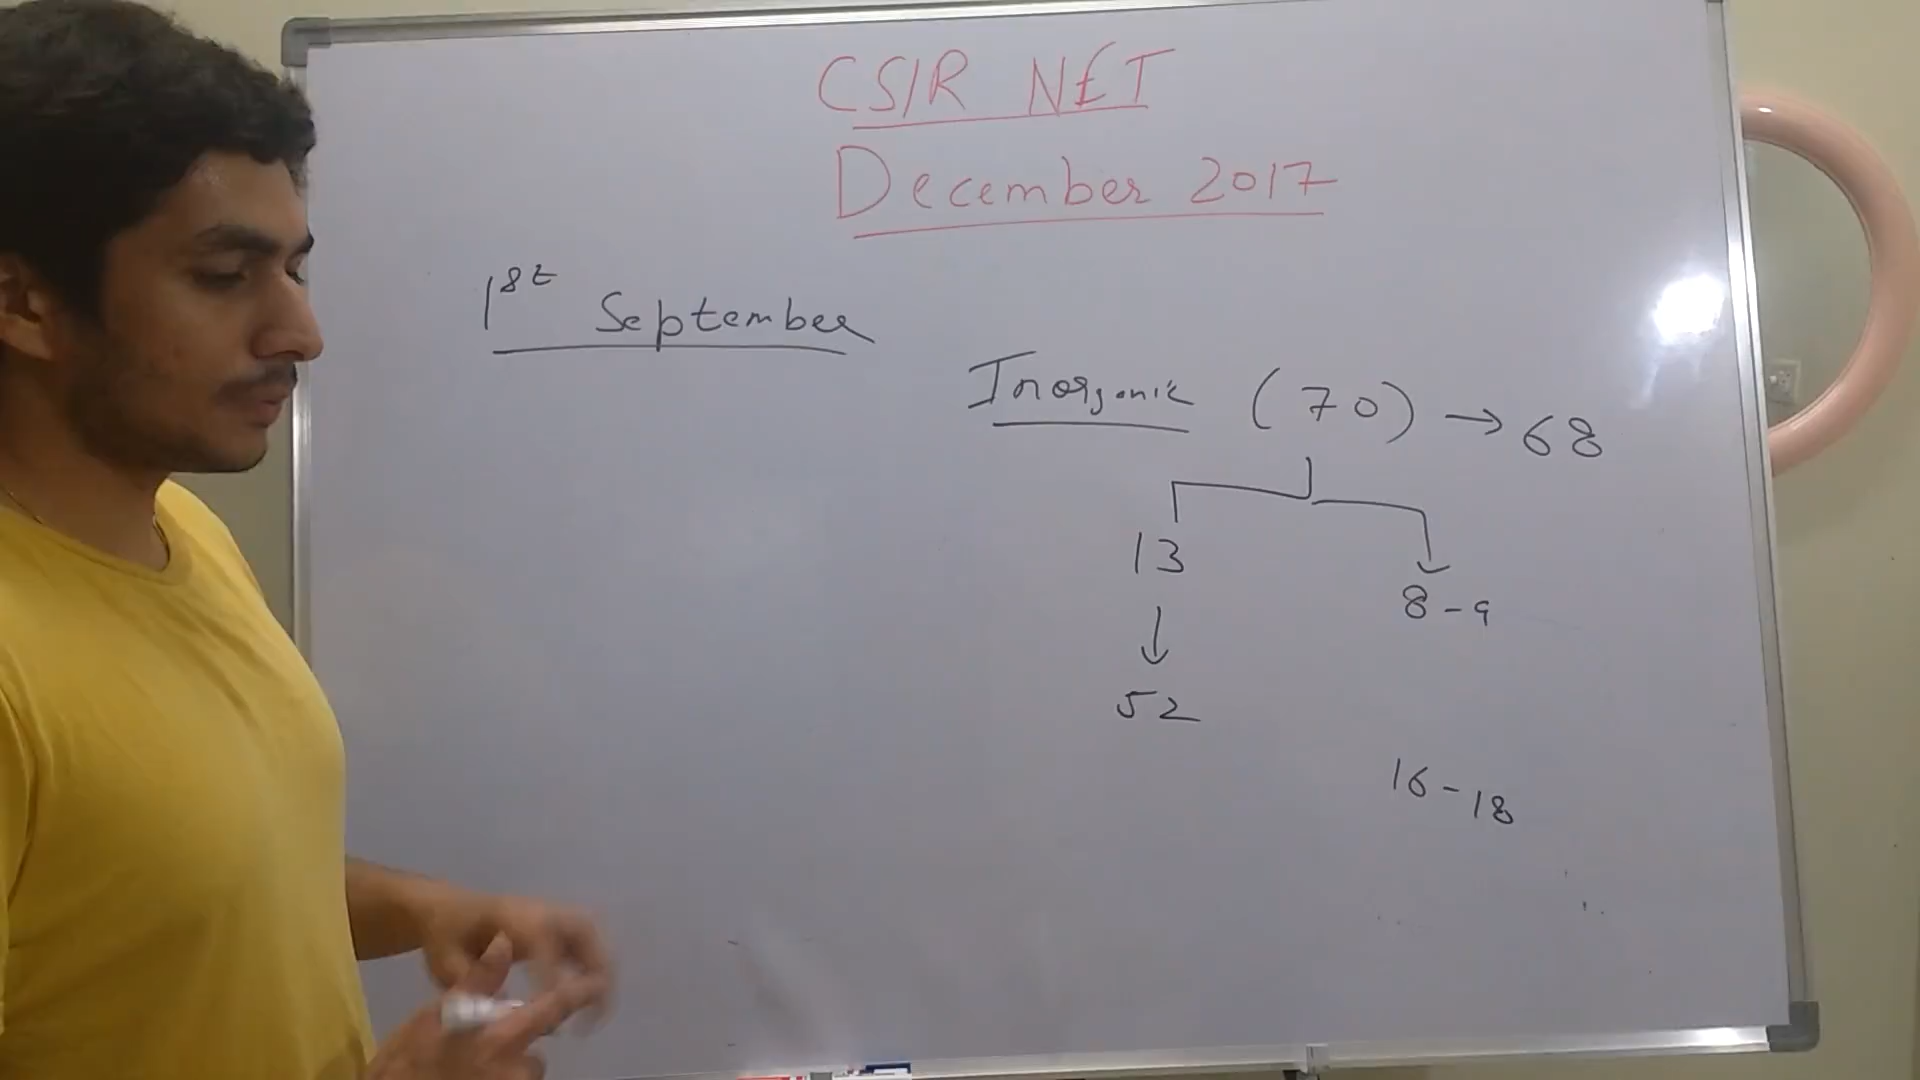 CSIR NET
December 2017
1st September
Inorganic (70) → 68
13
8-9
52
16-18